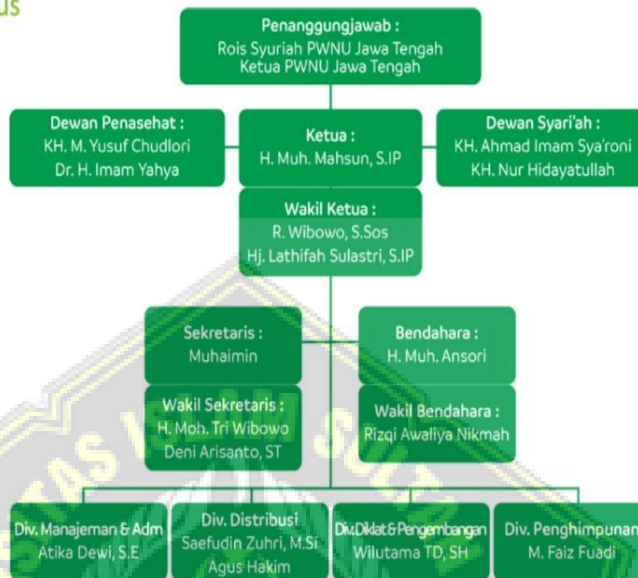 us
Penanggungjawab :
Rois Syuriah PWNU Jawa Tengah
Ketua PWNU Jawa Tengah
Dewan Penasehat :
KH. M. Yusuf Chudlori
Dr. H. Imam Yahya
Ketua :
H. Muh. Mahsun, S.IP
Dewan Syari'ah :
KH. Ahmad Imam Sya'roni
KH. Nur Hidayatullah
Wakil Ketua :
R. Wibowo, S.Sos
Hj. Lathifah Sulastri, S.IP
Sekretaris :
Muhaimin
Bendahara :
H. Muh. Ansori
Wakil Sekretaris :
H. Moh. Tri Wibowo
Deni Arisanto, ST
Wakil Bendahara :
Rizqi Awaliya Nikmah
Div. Manajeman & Adm
Atika Dewi, S.E
Div. Distribusi
Saefudin Zuhri, M.Si
Agus Hakim
Div.Diklat & Pengembangan
Wilutama TD, SH
Div. Penghimpunan
M. Faiz Fuadi
ISLAM SUL